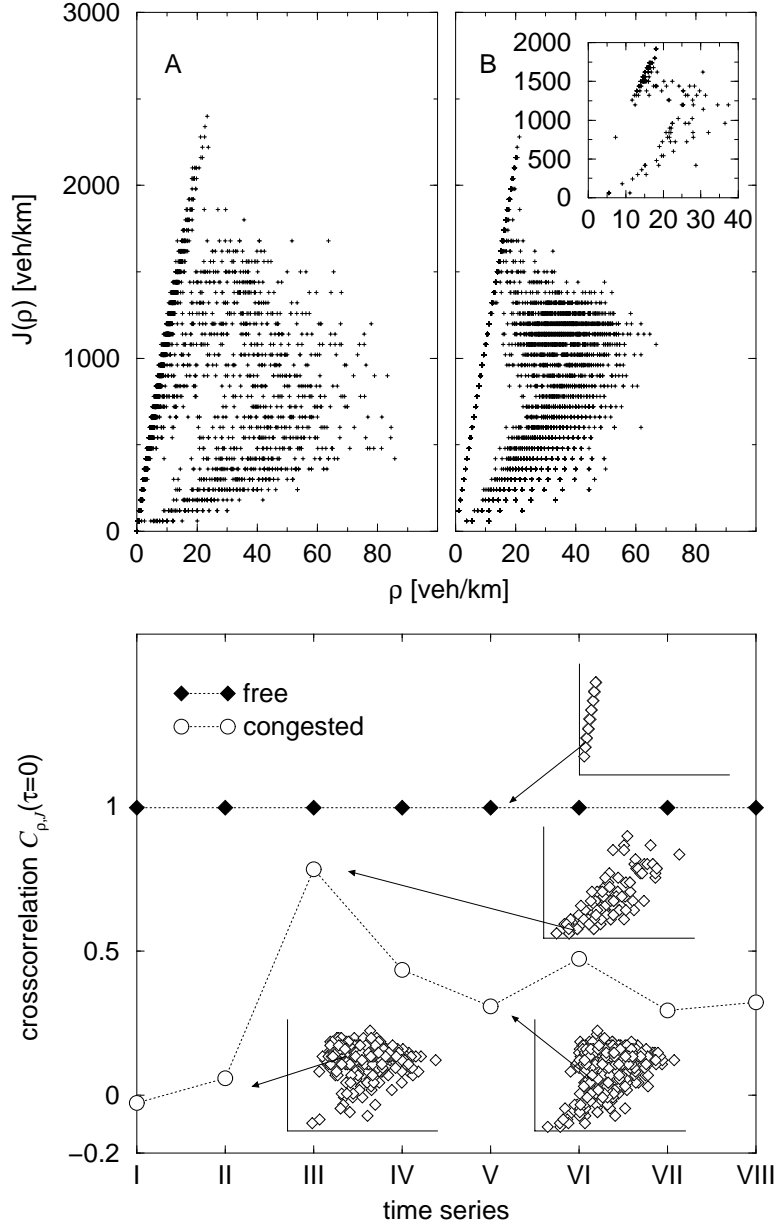 3000
2000
1000
0
J(ρ) [veh/km]
A
0 20 40 60 80
B
2000
1500
1000
500
0
0 10 20 30 40
0 20 40 60 80
ρ [veh/km]
free
congested
1
0.5
0
−0.2
crosscorrelation C_{ρ,J}(τ=0)
I II III IV V VI VII VIII
time series